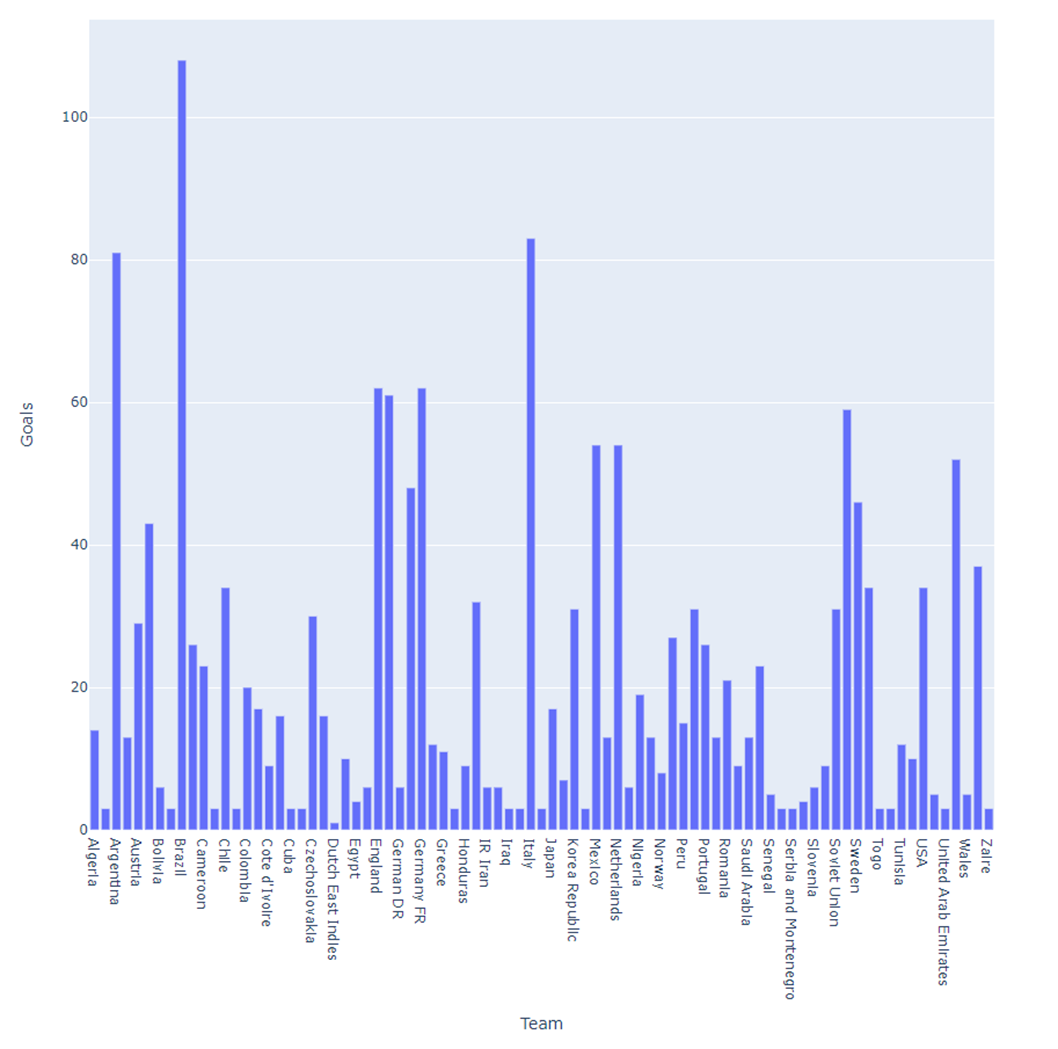 100
80
60
40
20
0
Goals
Algeria
Argentina
Austria
Bolivia
Brazil
Cameroon
Chile
Colombia
Cote d'Ivoire
Cuba
Czechoslovakia
Dutch East Indies
Egypt
England
German DR
Germany FR
Greece
Honduras
IR Iran
Iraq
Italy
Japan
Korea Republic
Mexico
Netherlands
Nigeria
Norway
Peru
Portugal
Romania
Saudi Arabia
Senegal
Serbia and Montenegro
Slovenia
Soviet Union
Sweden
Togo
Tunisia
USA
United Arab Emirates
Wales
Zaire
Team